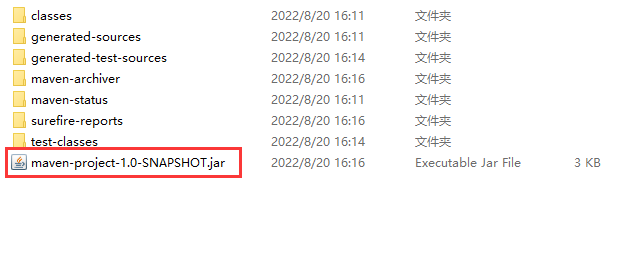 classes 2022/8/20 16:11 文件夹
generated-sources 2022/8/20 16:11 文件夹
generated-test-sources 2022/8/20 16:14 文件夹
maven-archiver 2022/8/20 16:16 文件夹
maven-status 2022/8/20 16:11 文件夹
surefire-reports 2022/8/20 16:16 文件夹
test-classes 2022/8/20 16:14 文件夹
maven-project-1.0-SNAPSHOT.jar 2022/8/20 16:16 Executable Jar File 3 KB